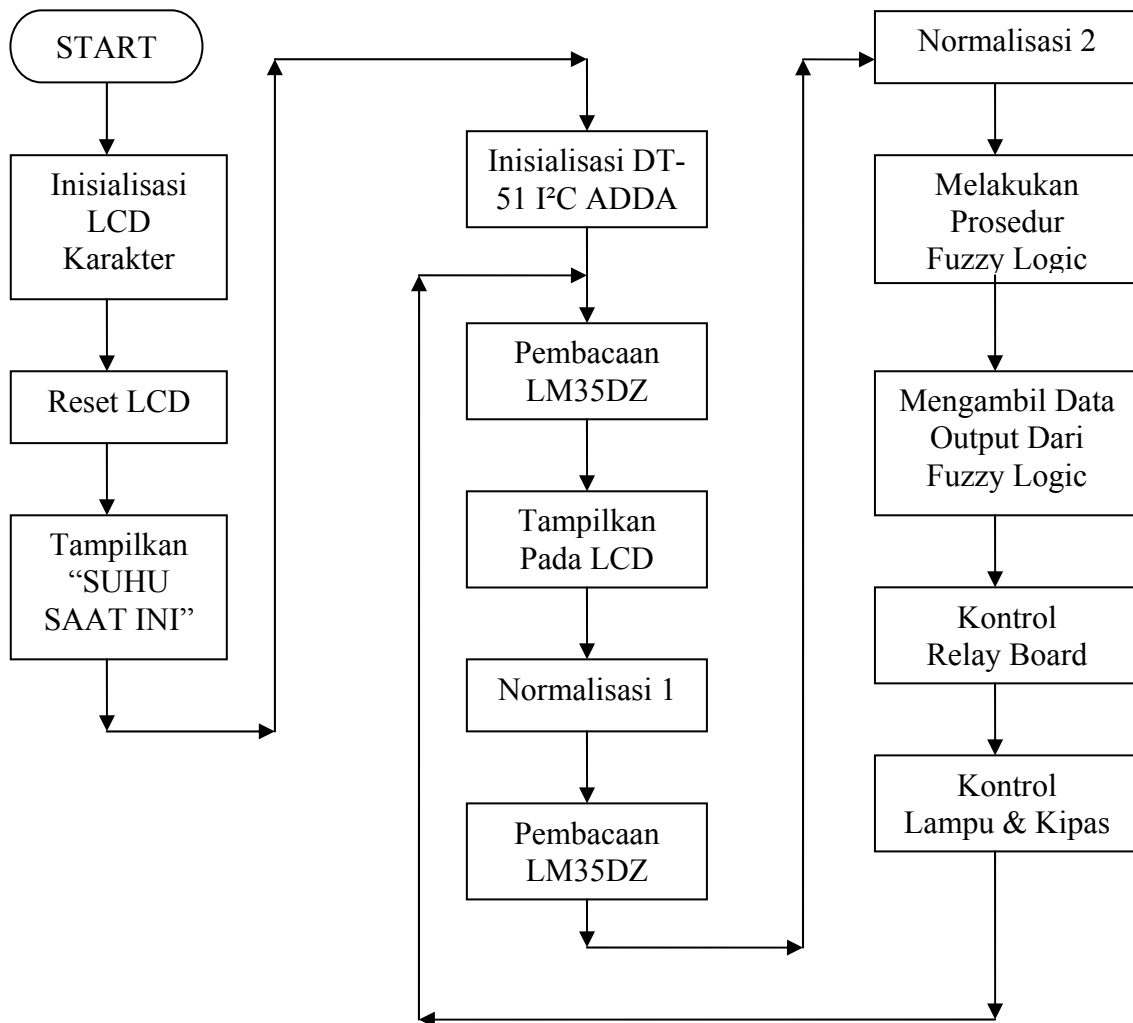 START
Inisialisasi
LCD
Karakter
Reset LCD
Tampilkan
“SUHU
SAAT INI”
Inisialisasi DT-
51 I²C ADDA
Pembacaan
LM35DZ
Tampilkan
Pada LCD
Normalisasi 1
Pembacaan
LM35DZ
Normalisasi 2
Melakukan
Prosedur
Fuzzy Logic
Mengambil Data
Output Dari
Fuzzy Logic
Kontrol
Relay Board
Kontrol
Lampu & Kipas